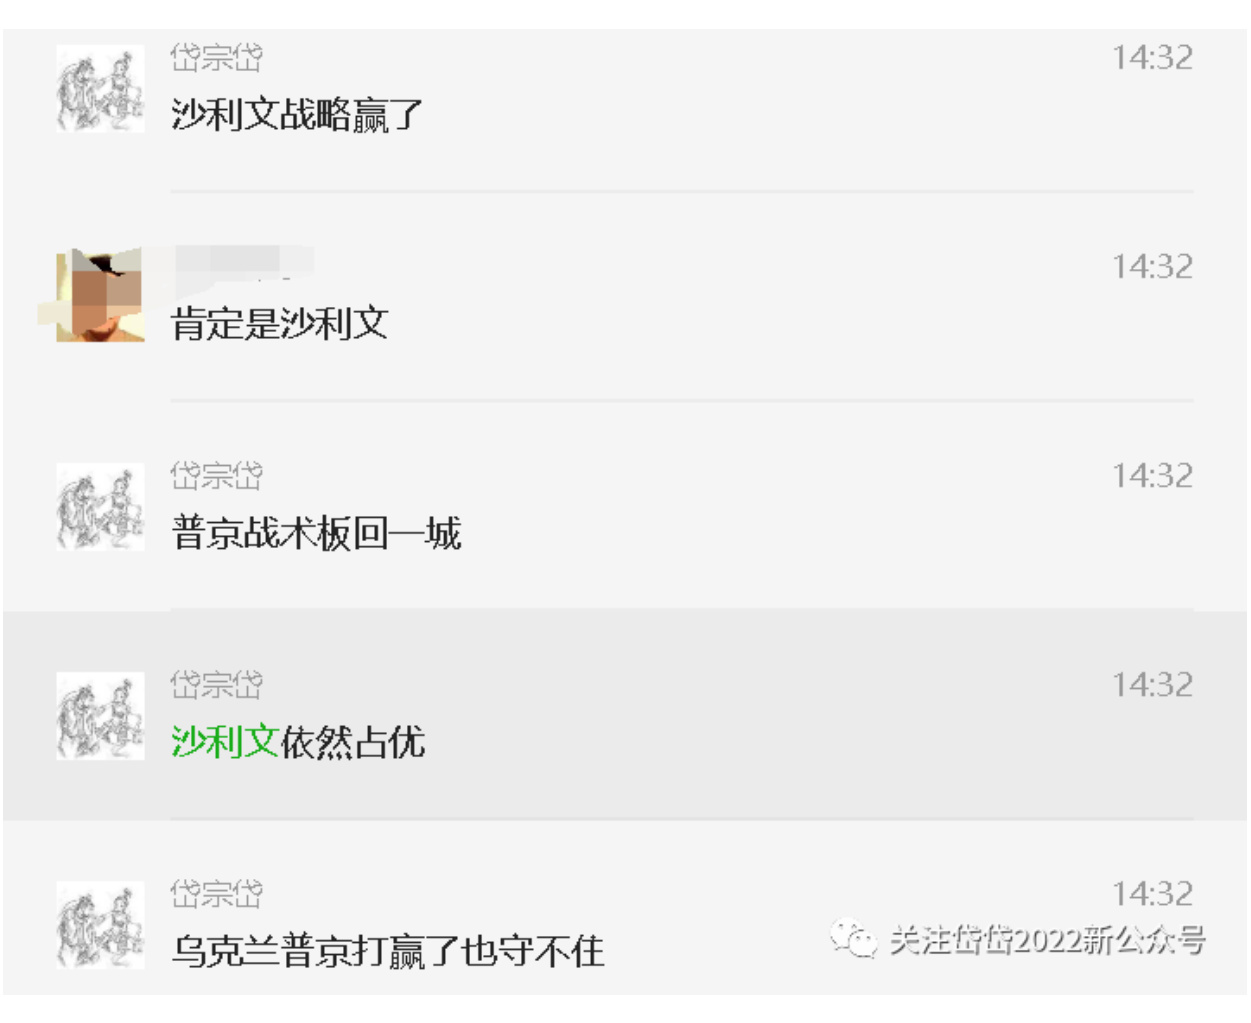 岱宗岱 14:32
沙利文战略赢了
14:32
肯定是沙利文
岱宗岱 14:32
普京战术板回一城
岱宗岱 14:32
沙利文依然占优
岱宗岱 14:32
乌克兰普京打赢了也守不住
关注岱岱2022新公众号